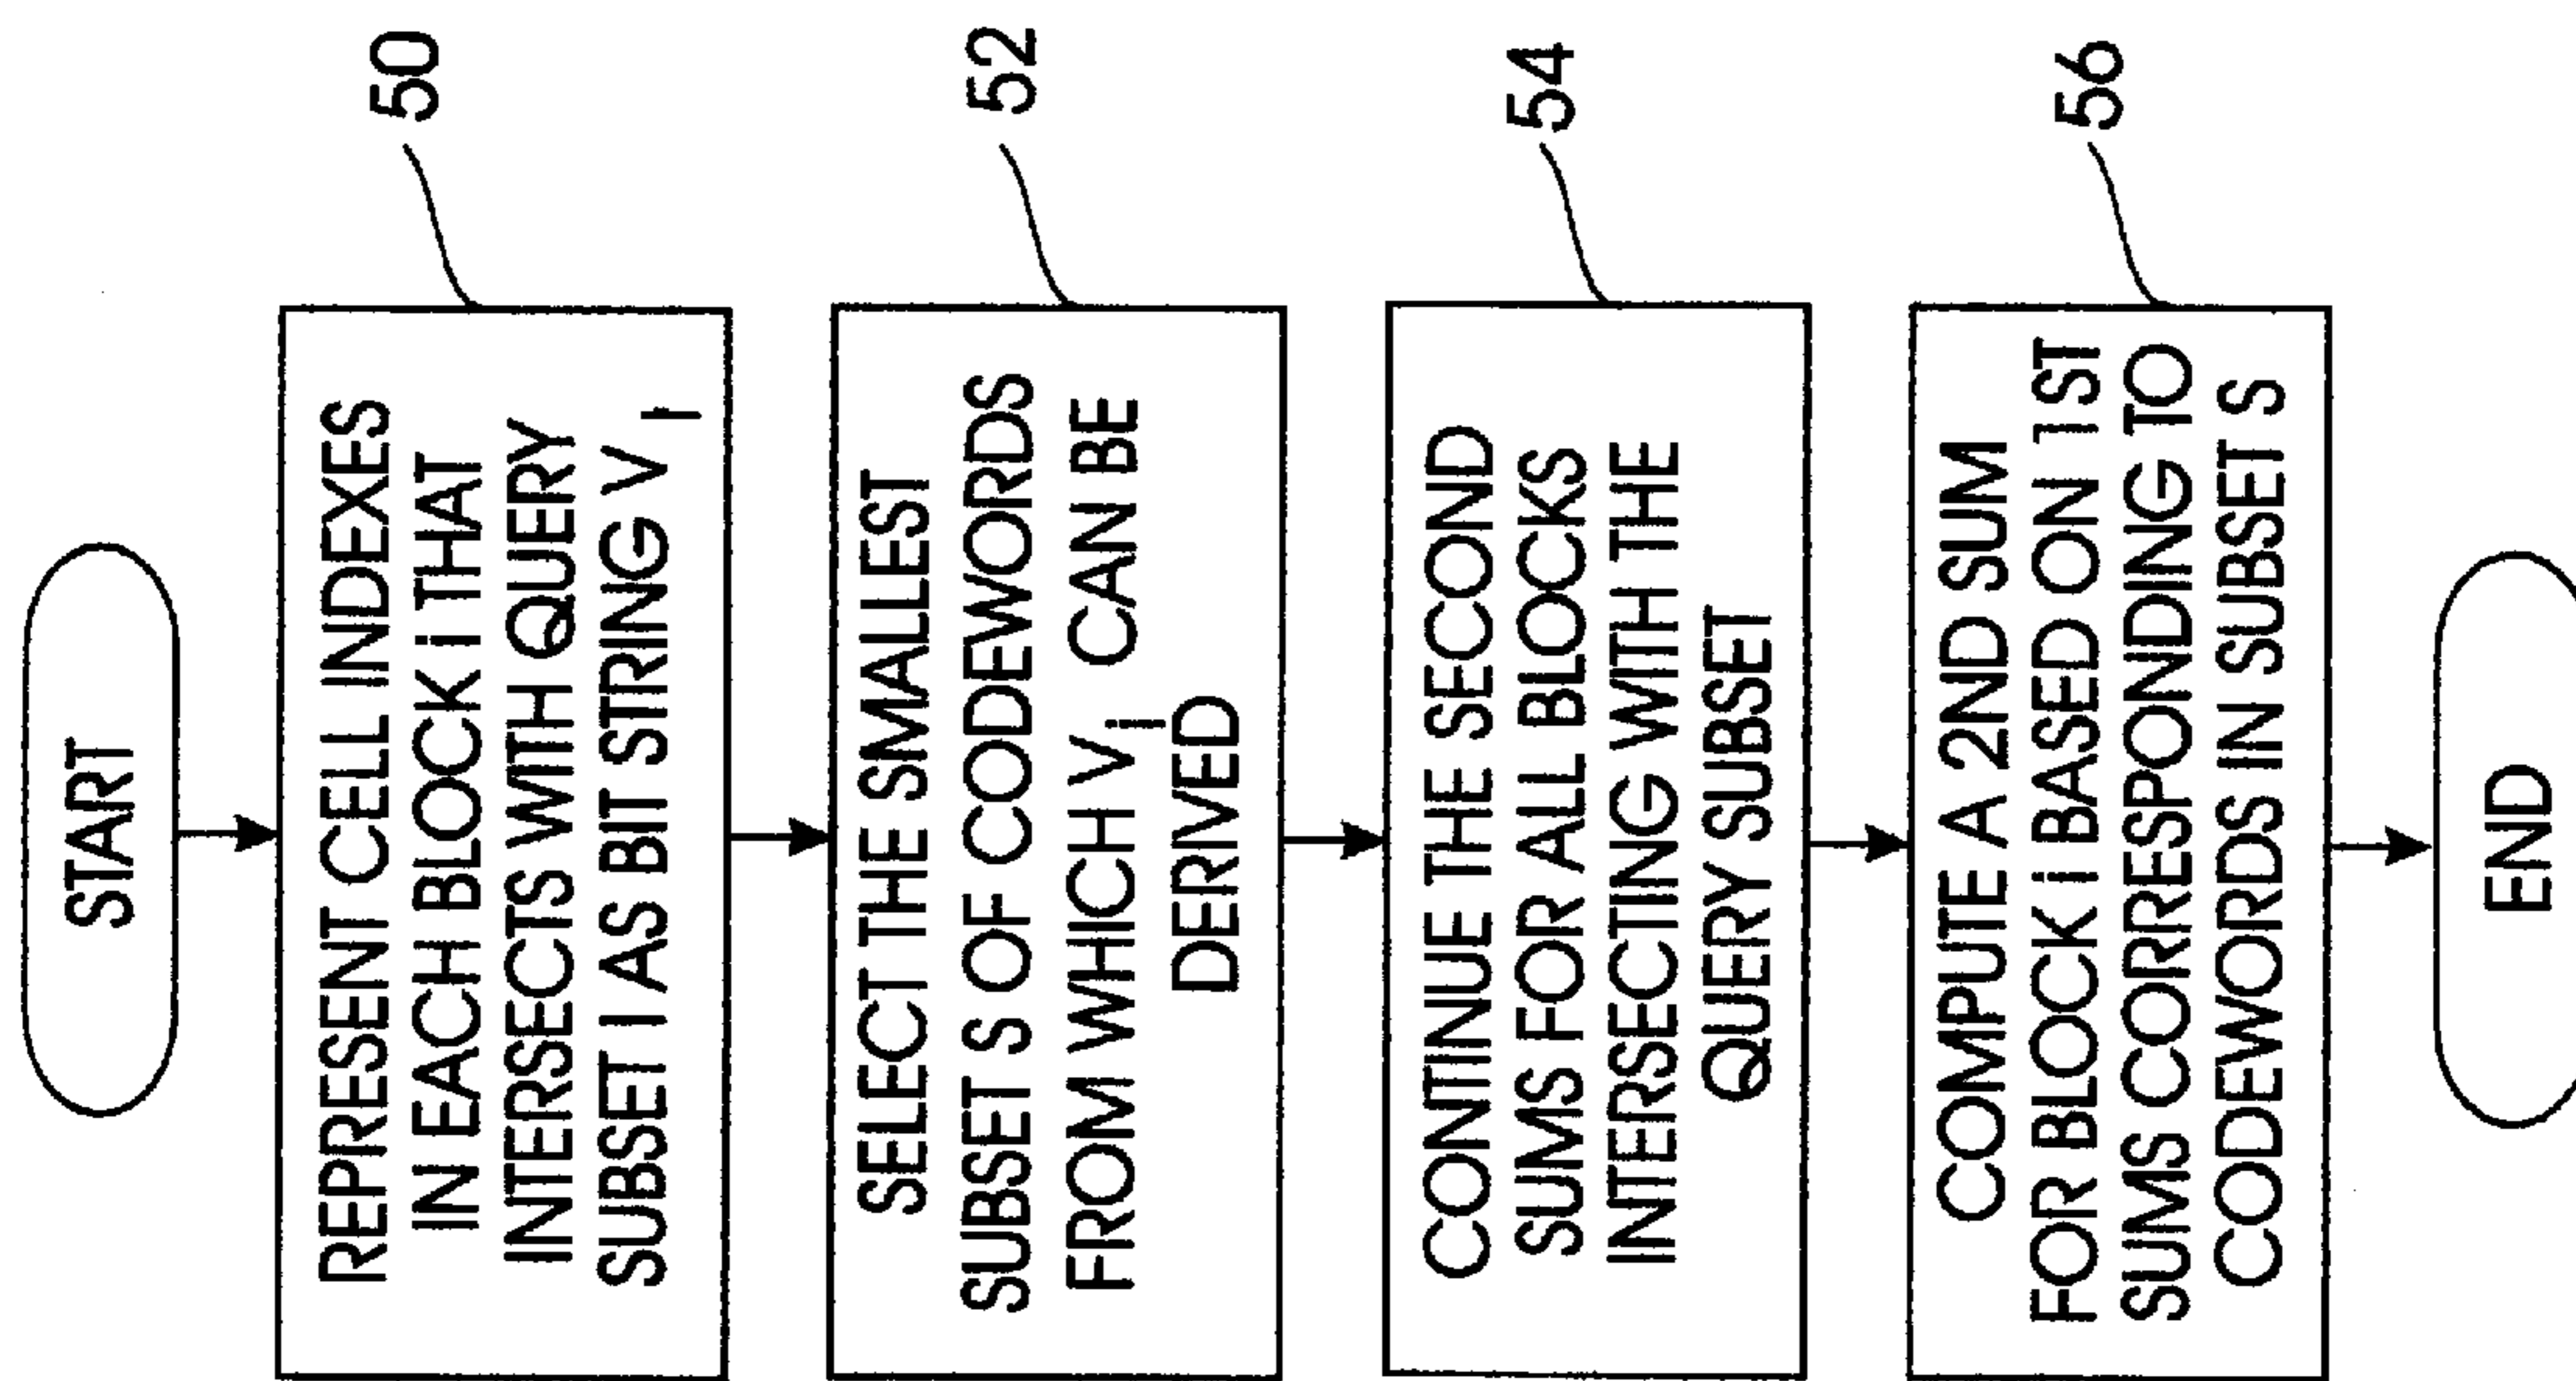 START
REPRESENT CELL INDEXES
IN EACH BLOCK i THAT
INTERSECTS WITH QUERY
SUBSET I AS BIT STRING V I
50
SELECT THE SMALLEST
SUBSET S OF CODEWORDS
FROM WHICH V I CAN BE
DERIVED
52
CONTINUE THE SECOND
SUMS FOR ALL BLOCKS
INTERSECTING WITH THE
QUERY SUBSET
54
COMPUTE A 2ND SUM
FOR BLOCK i BASED ON 1ST
SUMS CORRESPONDING TO
CODEWORDS IN SUBSET S
56
END